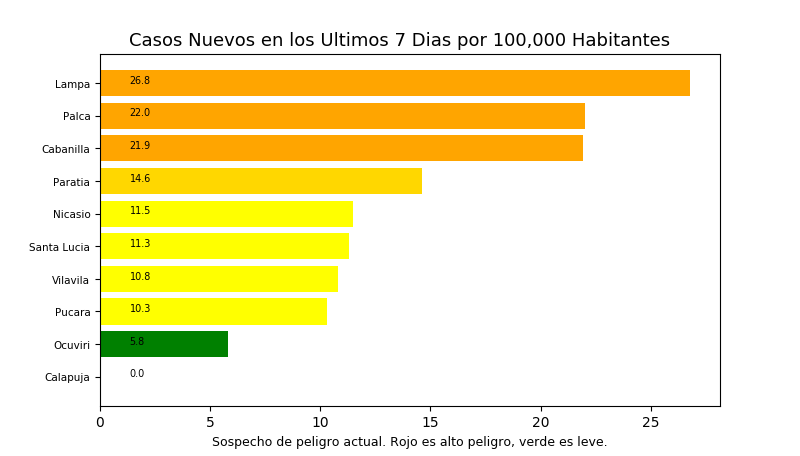 Casos Nuevos en los Ultimos 7 Dias por 100,000 Habitantes
Lampa 26.8
Palca 22.0
Cabanilla 21.9
Paratia 14.6
Nicasio 11.5
Santa Lucia 11.3
Vilavila 10.8
Pucara 10.3
Ocuviri 5.8
Calapuja 0.0
0 5 10 15 20 25
Sospecho de peligro actual. Rojo es alto peligro, verde es leve.